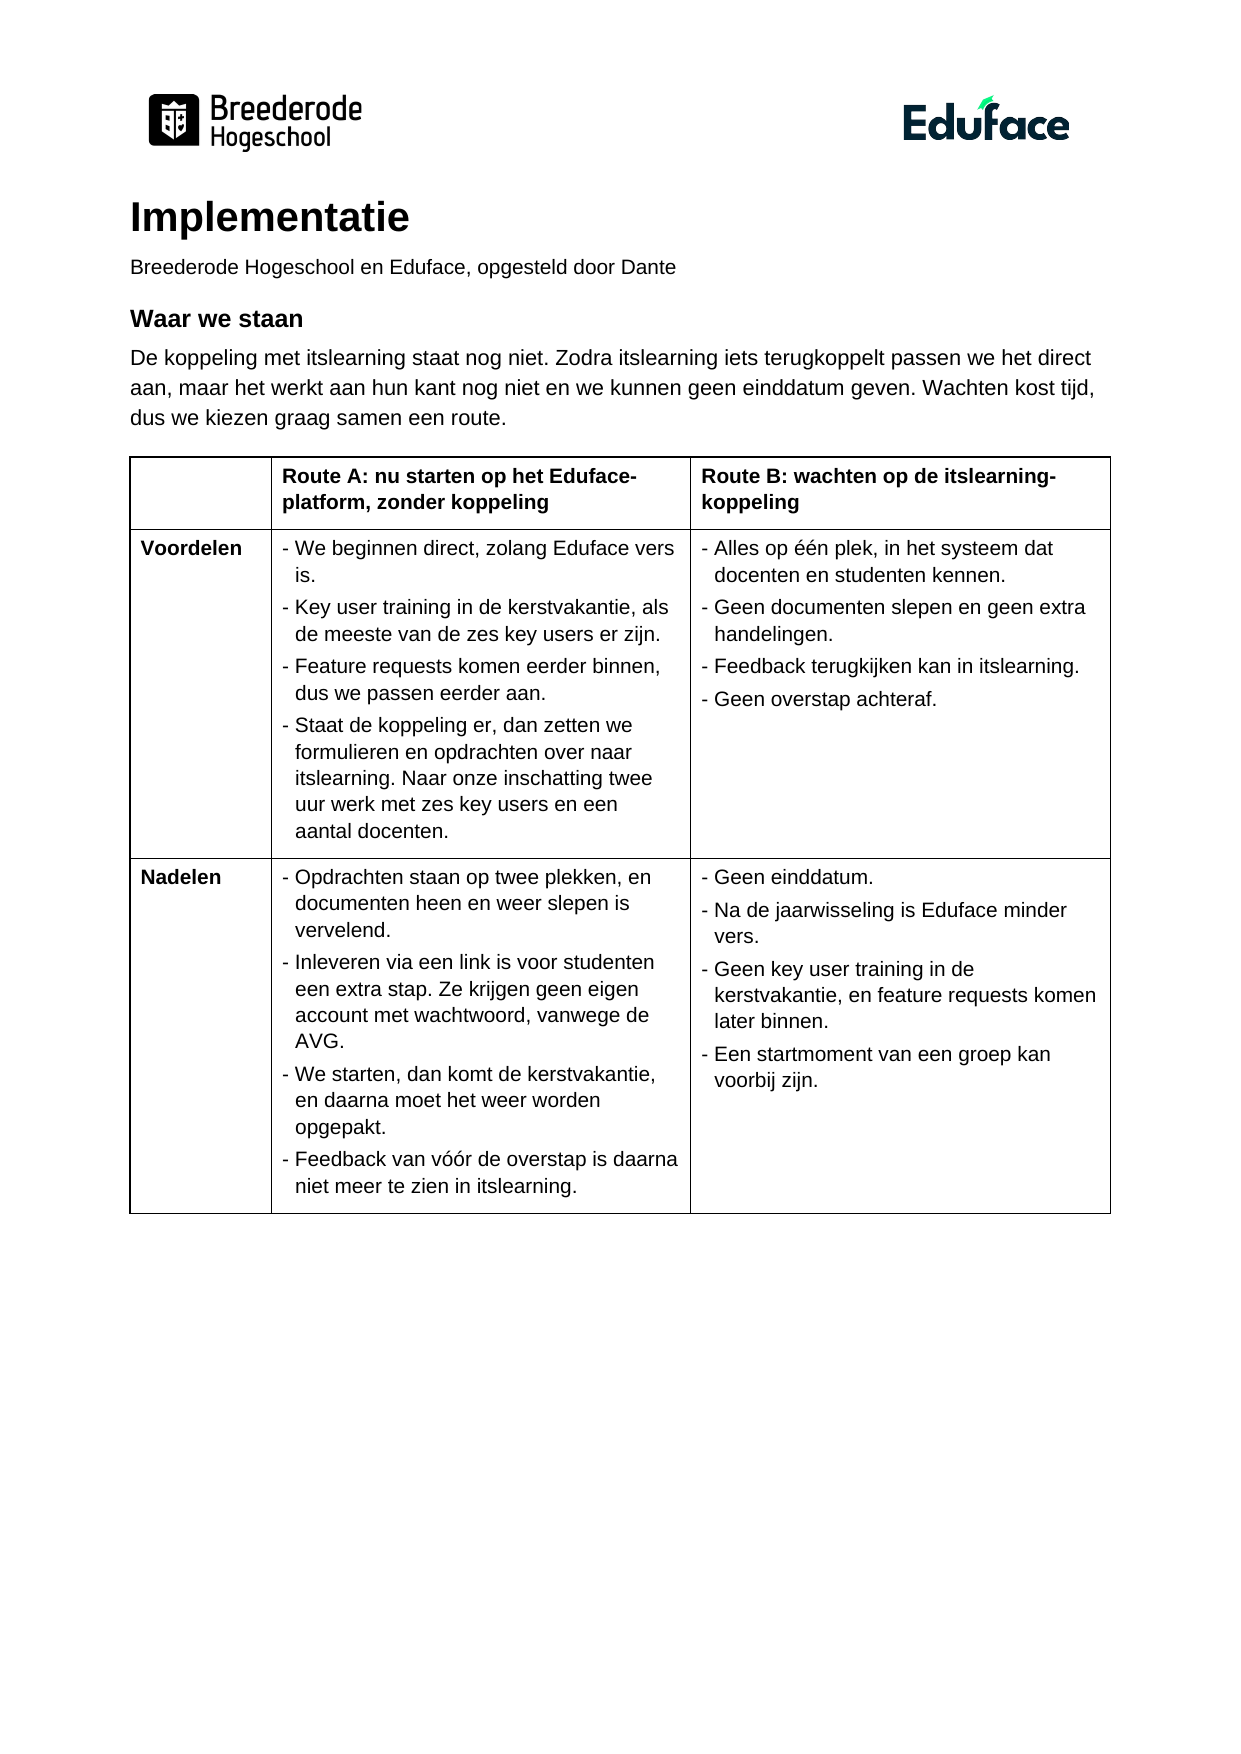 Breederode
Hogeschool
Eduface
Implementatie
Breederode Hogeschool en Eduface, opgesteld door Dante
Waar we staan
De koppeling met itslearning staat nog niet. Zodra itslearning iets terugkoppelt passen we het direct
aan, maar het werkt aan hun kant nog niet en we kunnen geen einddatum geven. Wachten kost tijd,
dus we kiezen graag samen een route.
Route A: nu starten op het Eduface-
platform, zonder koppeling
Route B: wachten op de itslearning-
koppeling
Voordelen
- We beginnen direct, zolang Eduface vers
is.
- Key user training in de kerstvakantie, als
de meeste van de zes key users er zijn.
- Feature requests komen eerder binnen,
dus we passen eerder aan.
- Staat de koppeling er, dan zetten we
formulieren en opdrachten over naar
itslearning. Naar onze inschatting twee
uur werk met zes key users en een
aantal docenten.
- Alles op één plek, in het systeem dat
docenten en studenten kennen.
- Geen documenten slepen en geen extra
handelingen.
- Feedback terugkijken kan in itslearning.
- Geen overstap achteraf.
Nadelen
- Opdrachten staan op twee plekken, en
documenten heen en weer slepen is
vervelend.
- Inleveren via een link is voor studenten
een extra stap. Ze krijgen geen eigen
account met wachtwoord, vanwege de
AVG.
- We starten, dan komt de kerstvakantie,
en daarna moet het weer worden
opgepakt.
- Feedback van vóór de overstap is daarna
niet meer te zien in itslearning.
- Geen einddatum.
- Na de jaarwisseling is Eduface minder
vers.
- Geen key user training in de
kerstvakantie, en feature requests komen
later binnen.
- Een startmoment van een groep kan
voorbij zijn.